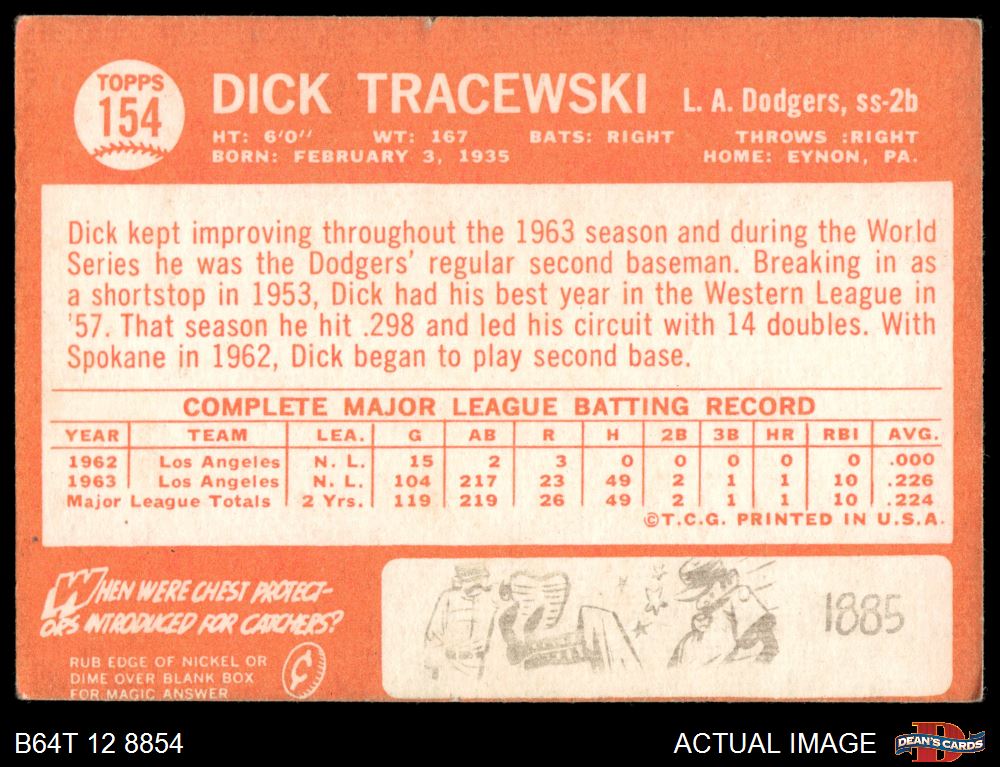 TOPPS
154
DICK TRACEWSKI L. A. Dodgers, ss-2b
HT: 6'0" WT: 167 BATS: RIGHT THROWS :RIGHT
BORN: FEBRUARY 3, 1935 HOME: EYNON, PA.
Dick kept improving throughout the 1963 season and during the World
Series he was the Dodgers' regular second baseman. Breaking in as
a shortstop in 1953, Dick had his best year in the Western League in
'57. That season he hit .298 and led his circuit with 14 doubles. With
Spokane in 1962, Dick began to play second base.
COMPLETE MAJOR LEAGUE BATTING RECORD
YEAR TEAM LEA. G AB R H 2B 3B HR RBI AVG.
1962 Los Angeles N. L. 15 2 3 0 0 0 0 0 .000
1963 Los Angeles N. L. 104 217 23 49 2 1 1 10 .226
Major League Totals 2 Yrs. 119 219 26 49 2 1 1 10 .224
©T.C.G. PRINTED IN U.S.A.
WHEN WERE CHEST PROTECT-
ORS INTRODUCED FOR CATCHERS?
RUB EDGE OF NICKEL OR
DIME OVER BLANK BOX
FOR MAGIC ANSWER
1885
B64T 12 8854 ACTUAL IMAGE
DEAN'S CARDS